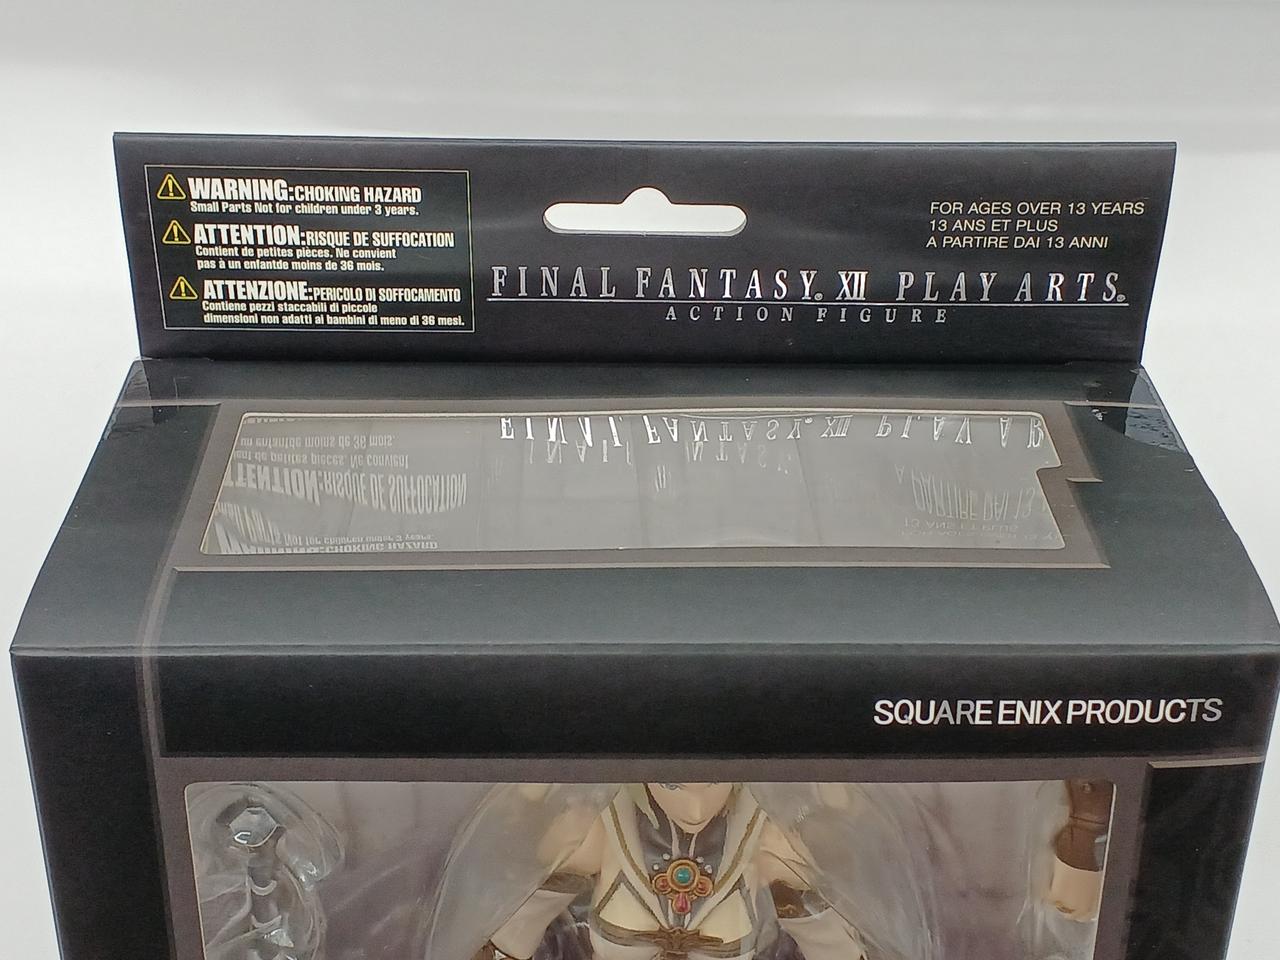 WARNING:CHOKING HAZARD
Small Parts Not for children under 3 years.
ATTENTION:RISQUE DE SUFFOCATION
Contient de petites pièces. Ne convient
pas à un enfantde moins de 36 mois.
ATTENZIONE:PERICOLO DI SOFFOCAMENTO
Contiene pezzi staccabili di piccole
dimensioni non adatti ai bambini di meno di 36 mesi.
FOR AGES OVER 13 YEARS
13 ANS ET PLUS
A PARTIRE DAI 13 ANNI
FINAL FANTASY® XII PLAY ARTS®
ACTION FIGURE
SQUARE ENIX PRODUCTS